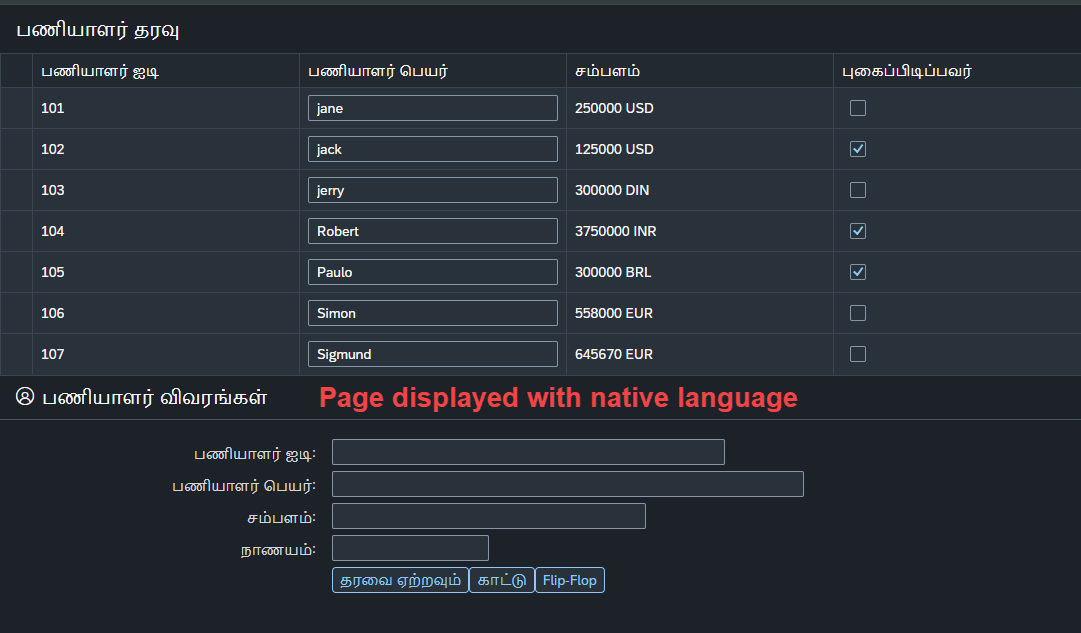 பணியாளர் தரவு
பணியாளர் ஐடி பணியாளர் பெயர் சம்பளம் புகைப்பிடிப்பவர்
101 jane 250000 USD
102 jack 125000 USD
103 jerry 300000 DIN
104 Robert 3750000 INR
105 Paulo 300000 BRL
106 Simon 558000 EUR
107 Sigmund 645670 EUR
பணியாளர் விவரங்கள் Page displayed with native language
பணியாளர் ஐடி:
பணியாளர் பெயர்:
சம்பளம்:
நாணயம்:
தரவை ஏற்றவும் காட்டு Flip-Flop